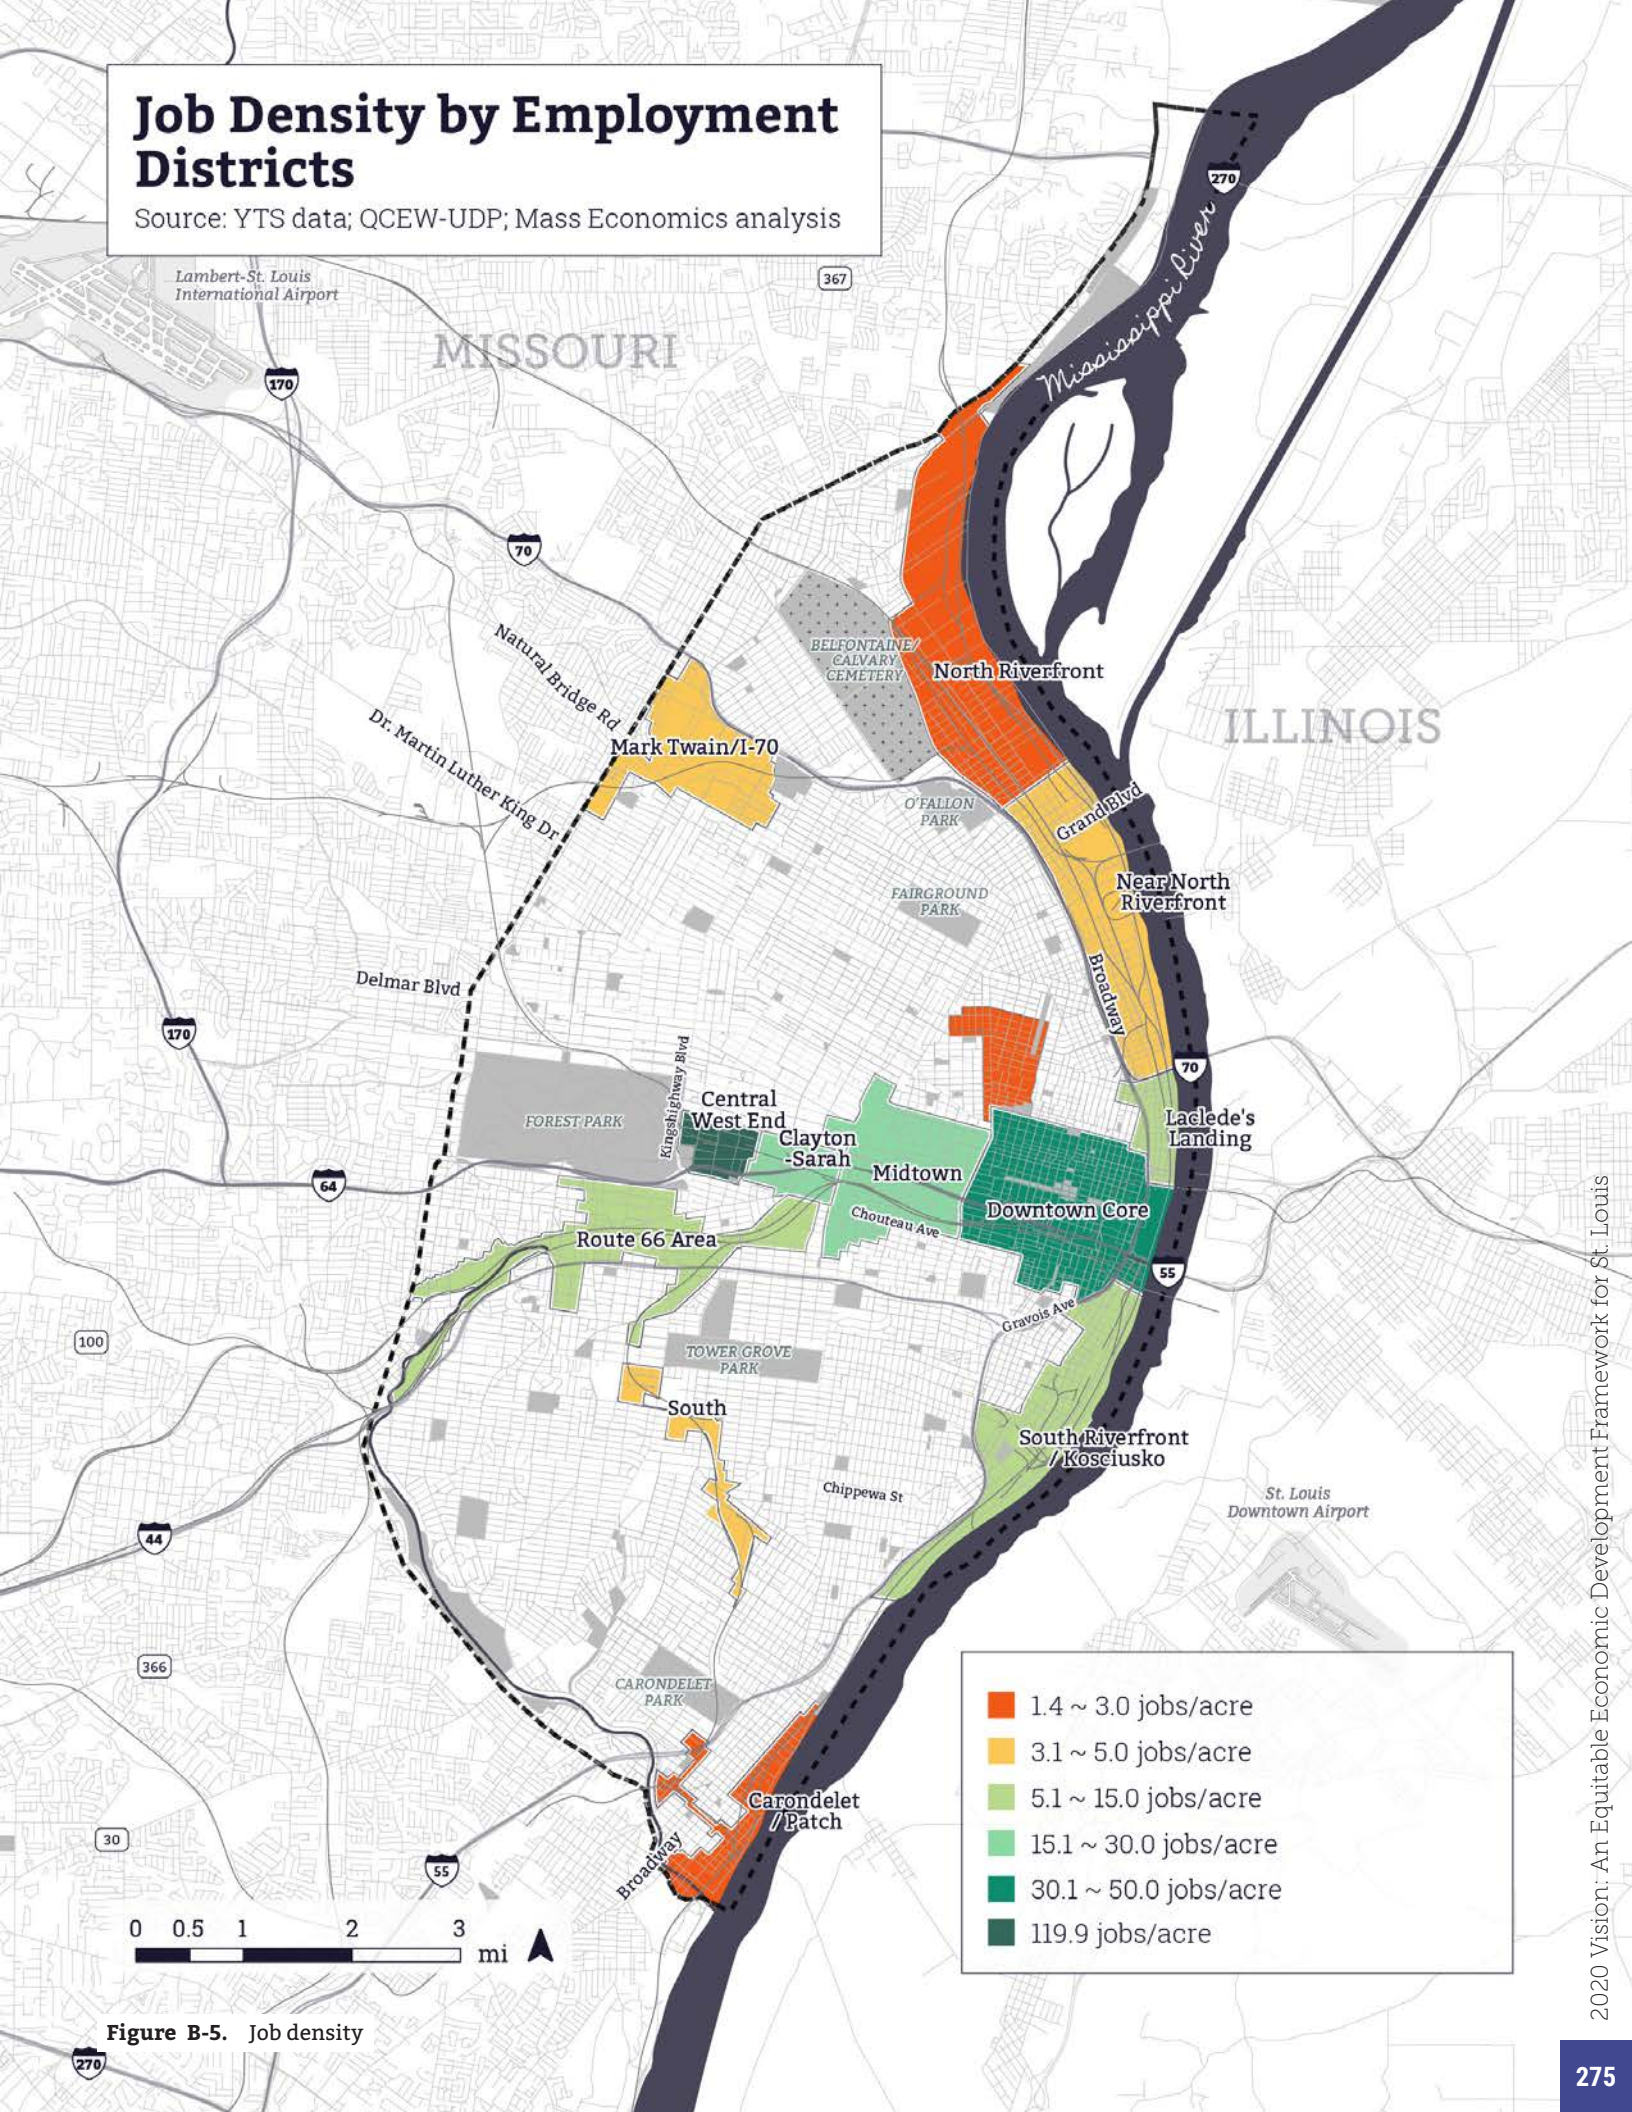 Job Density by Employment
Districts
Source: YTS data; QCEW-UDP; Mass Economics analysis
270
Mississippi River
Lambert-St. Louis
International Airport
367
MISSOURI
170
70
Natural Bridge Rd
BELFONTAINE/
CALVARY
CEMETERY
North Riverfront
Dr. Martin Luther King Dr
ILLINOIS
Mark Twain/I-70
O'FALLON
PARK
Grand Blvd
FAIRGROUND
PARK
Near North
Riverfront
Delmar Blvd
Broadway
170
70
Kingshighway Blvd
Central
West End
FOREST PARK
Laclede's
Landing
Clayton
-Sarah
Midtown
64
Downtown Core
Chouteau Ave
Route 66 Area
55
Gravois Ave
100
TOWER GROVE
PARK
South
South Riverfront
/ Kosciusko
Chippewa St
St. Louis
Downtown Airport
44
366
CARONDELET
PARK
1.4 ~ 3.0 jobs/acre
3.1 ~ 5.0 jobs/acre
5.1 ~ 15.0 jobs/acre
15.1 ~ 30.0 jobs/acre
30.1 ~ 50.0 jobs/acre
119.9 jobs/acre
Carondelet
/ Patch
30
55
Broadway
0 0.5 1 2 3
mi
Figure B-5. Job density
270
2020 Vision: An Equitable Economic Development Framework for St. Louis
275